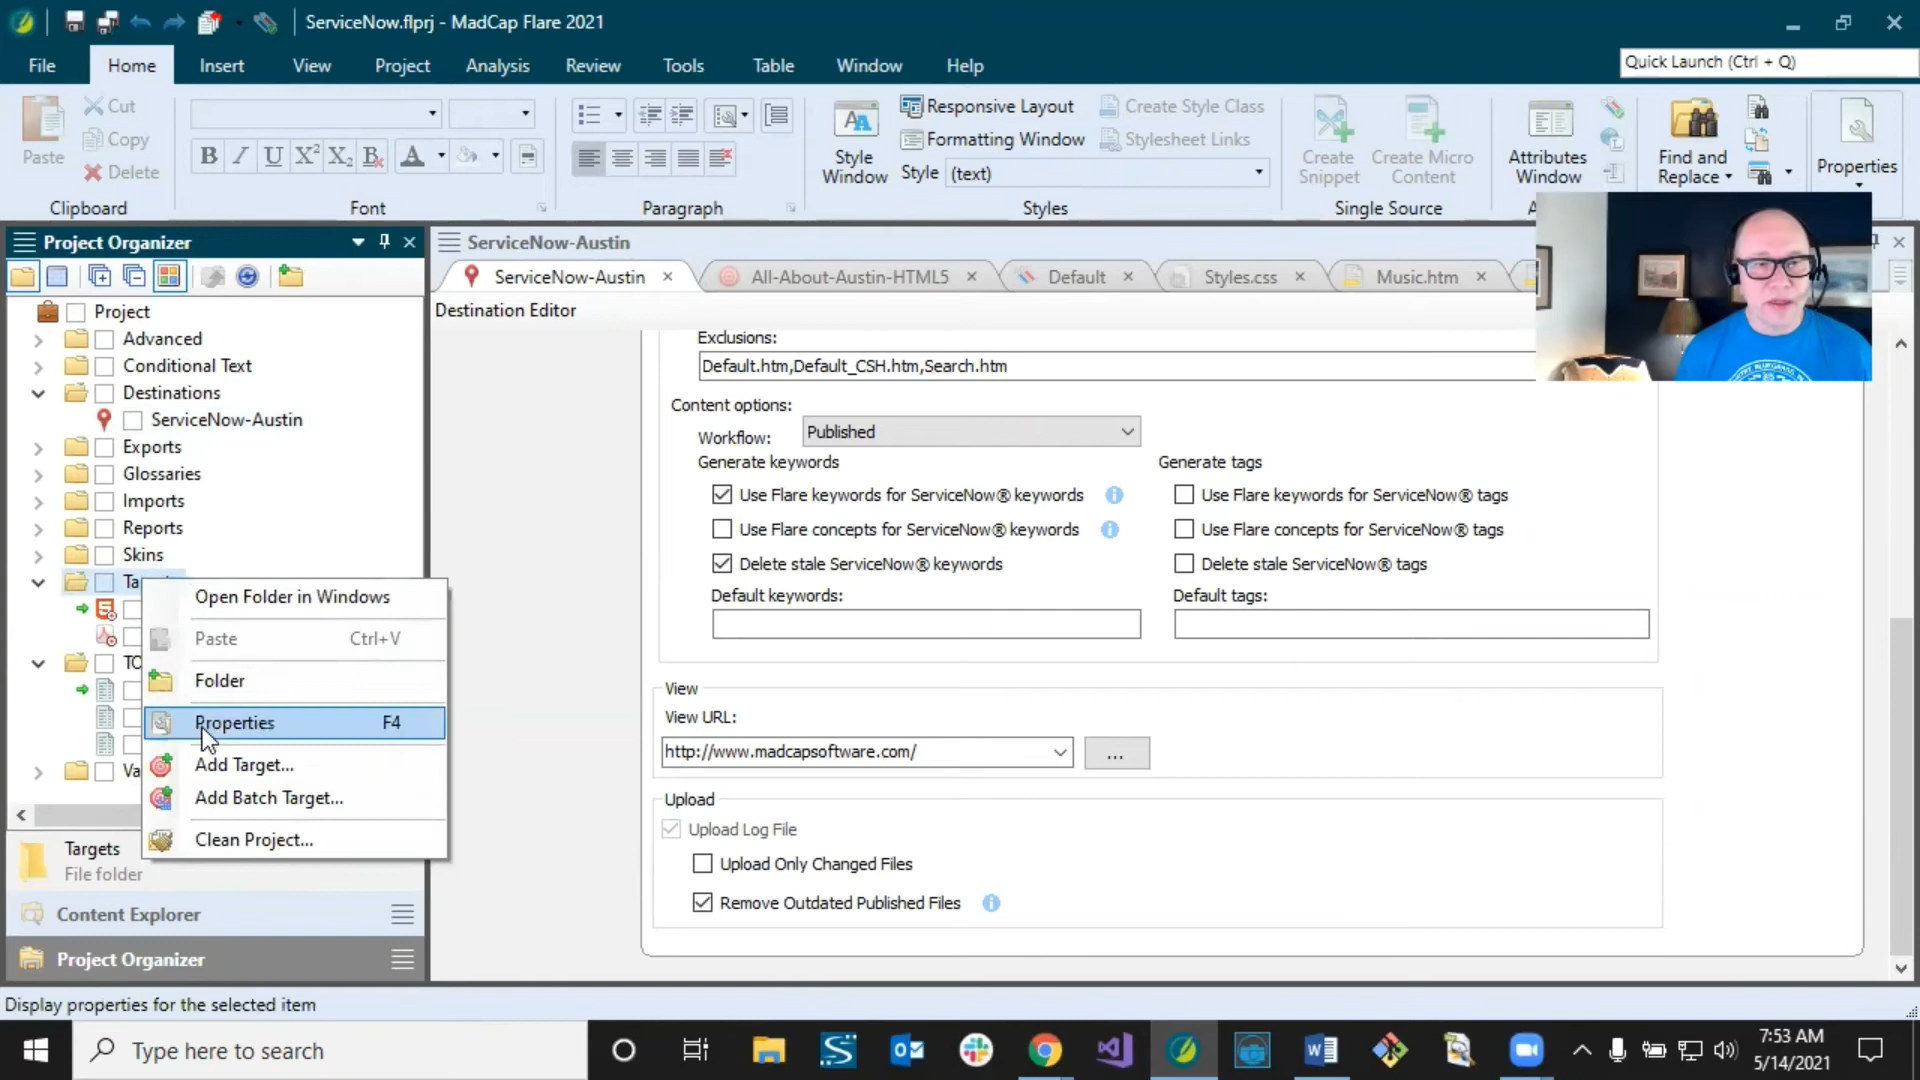 ServiceNow.flprj - MadCap Flare 2021
File Home Insert View Project Analysis Review Tools Table Window Help
Quick Launch (Ctrl + Q)
Paste
Cut
Copy
Delete
Clipboard
B I U X² X₂ B A
Font
Paragraph
Style Window
Responsive Layout
Formatting Window
Style (text)
Create Style Class
Stylesheet Links
Styles
Create Snippet
Create Micro Content
Single Source
Attributes Window
Find and Replace
Properties
Project Organizer
Project
Advanced
Conditional Text
Destinations
ServiceNow-Austin
Exports
Glossaries
Imports
Reports
Skins
Ta
TO
Va
Open Folder in Windows
Paste Ctrl+V
Folder
Properties F4
Add Target...
Add Batch Target...
Clean Project...
Targets
File folder
Content Explorer
Project Organizer
Display properties for the selected item
ServiceNow-Austin
ServiceNow-Austin All-About-Austin-HTML5 Default Styles.css Music.htm
Destination Editor
Exclusions:
Default.htm,Default_CSH.htm,Search.htm
Content options:
Workflow: Published
Generate keywords
Use Flare keywords for ServiceNow® keywords
Use Flare concepts for ServiceNow® keywords
Delete stale ServiceNow® keywords
Default keywords:
Generate tags
Use Flare keywords for ServiceNow® tags
Use Flare concepts for ServiceNow® tags
Delete stale ServiceNow® tags
Default tags:
View
View URL:
http://www.madcapsoftware.com/
...
Upload
Upload Log File
Upload Only Changed Files
Remove Outdated Published Files
Type here to search
7:53 AM
5/14/2021